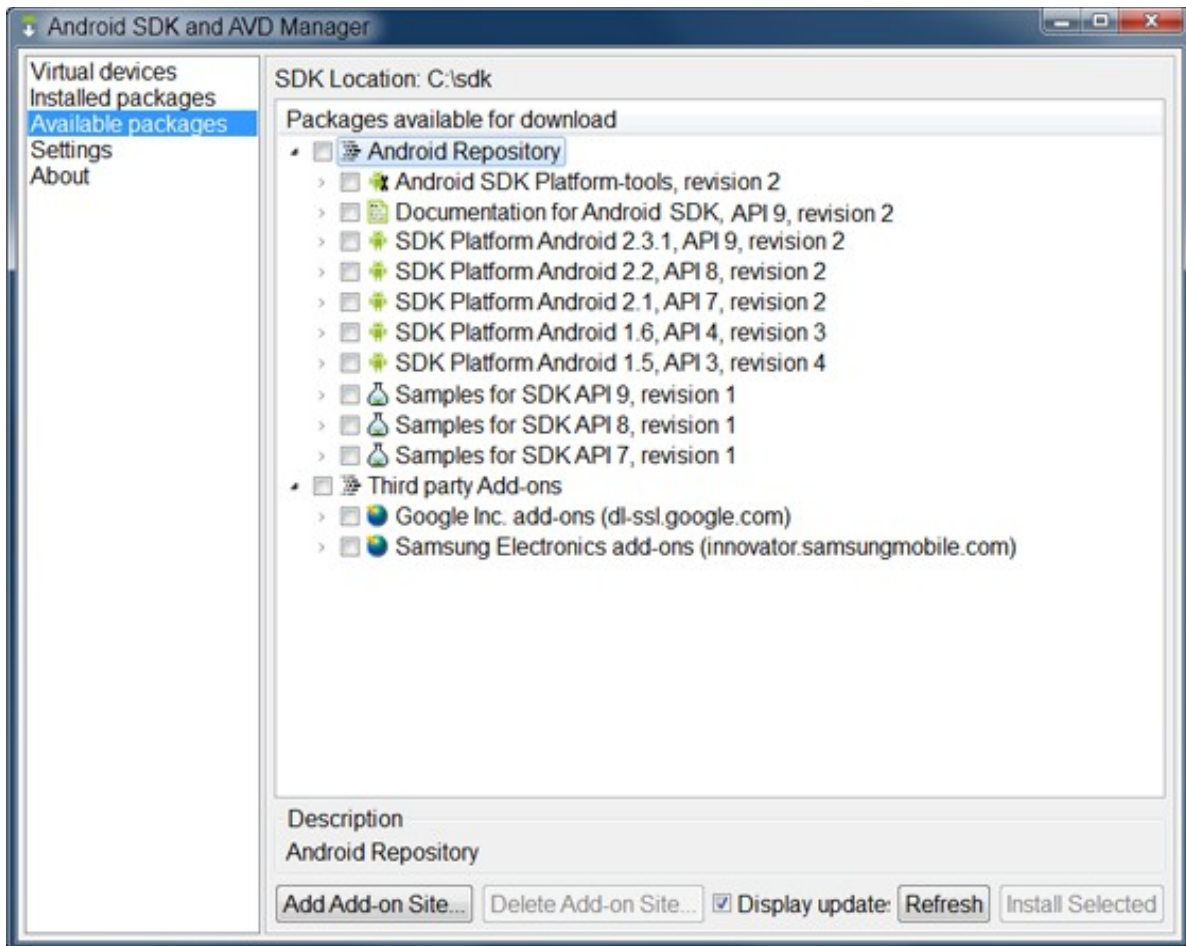 Android SDK and AVD Manager
Virtual devices
Installed packages
Available packages
Settings
About
SDK Location: C:\sdk
Packages available for download
Android Repository
Android SDK Platform-tools, revision 2
Documentation for Android SDK, API 9, revision 2
SDK Platform Android 2.3.1, API 9, revision 2
SDK Platform Android 2.2, API 8, revision 2
SDK Platform Android 2.1, API 7, revision 2
SDK Platform Android 1.6, API 4, revision 3
SDK Platform Android 1.5, API 3, revision 4
Samples for SDK API 9, revision 1
Samples for SDK API 8, revision 1
Samples for SDK API 7, revision 1
Third party Add-ons
Google Inc. add-ons (dl-ssl.google.com)
Samsung Electronics add-ons (innovator.samsungmobile.com)
Description
Android Repository
Add Add-on Site... Delete Add-on Site... Display update: Refresh Install Selected